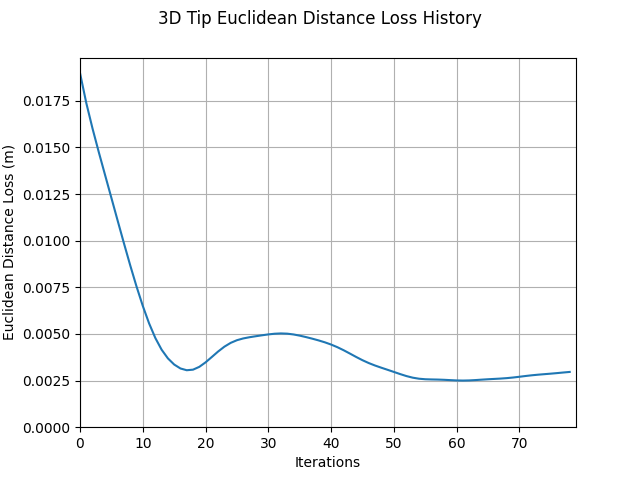 3D Tip Euclidean Distance Loss History
Euclidean Distance Loss (m)
0.0175
0.0150
0.0125
0.0100
0.0075
0.0050
0.0025
0.0000
0 10 20 30 40 50 60 70
Iterations